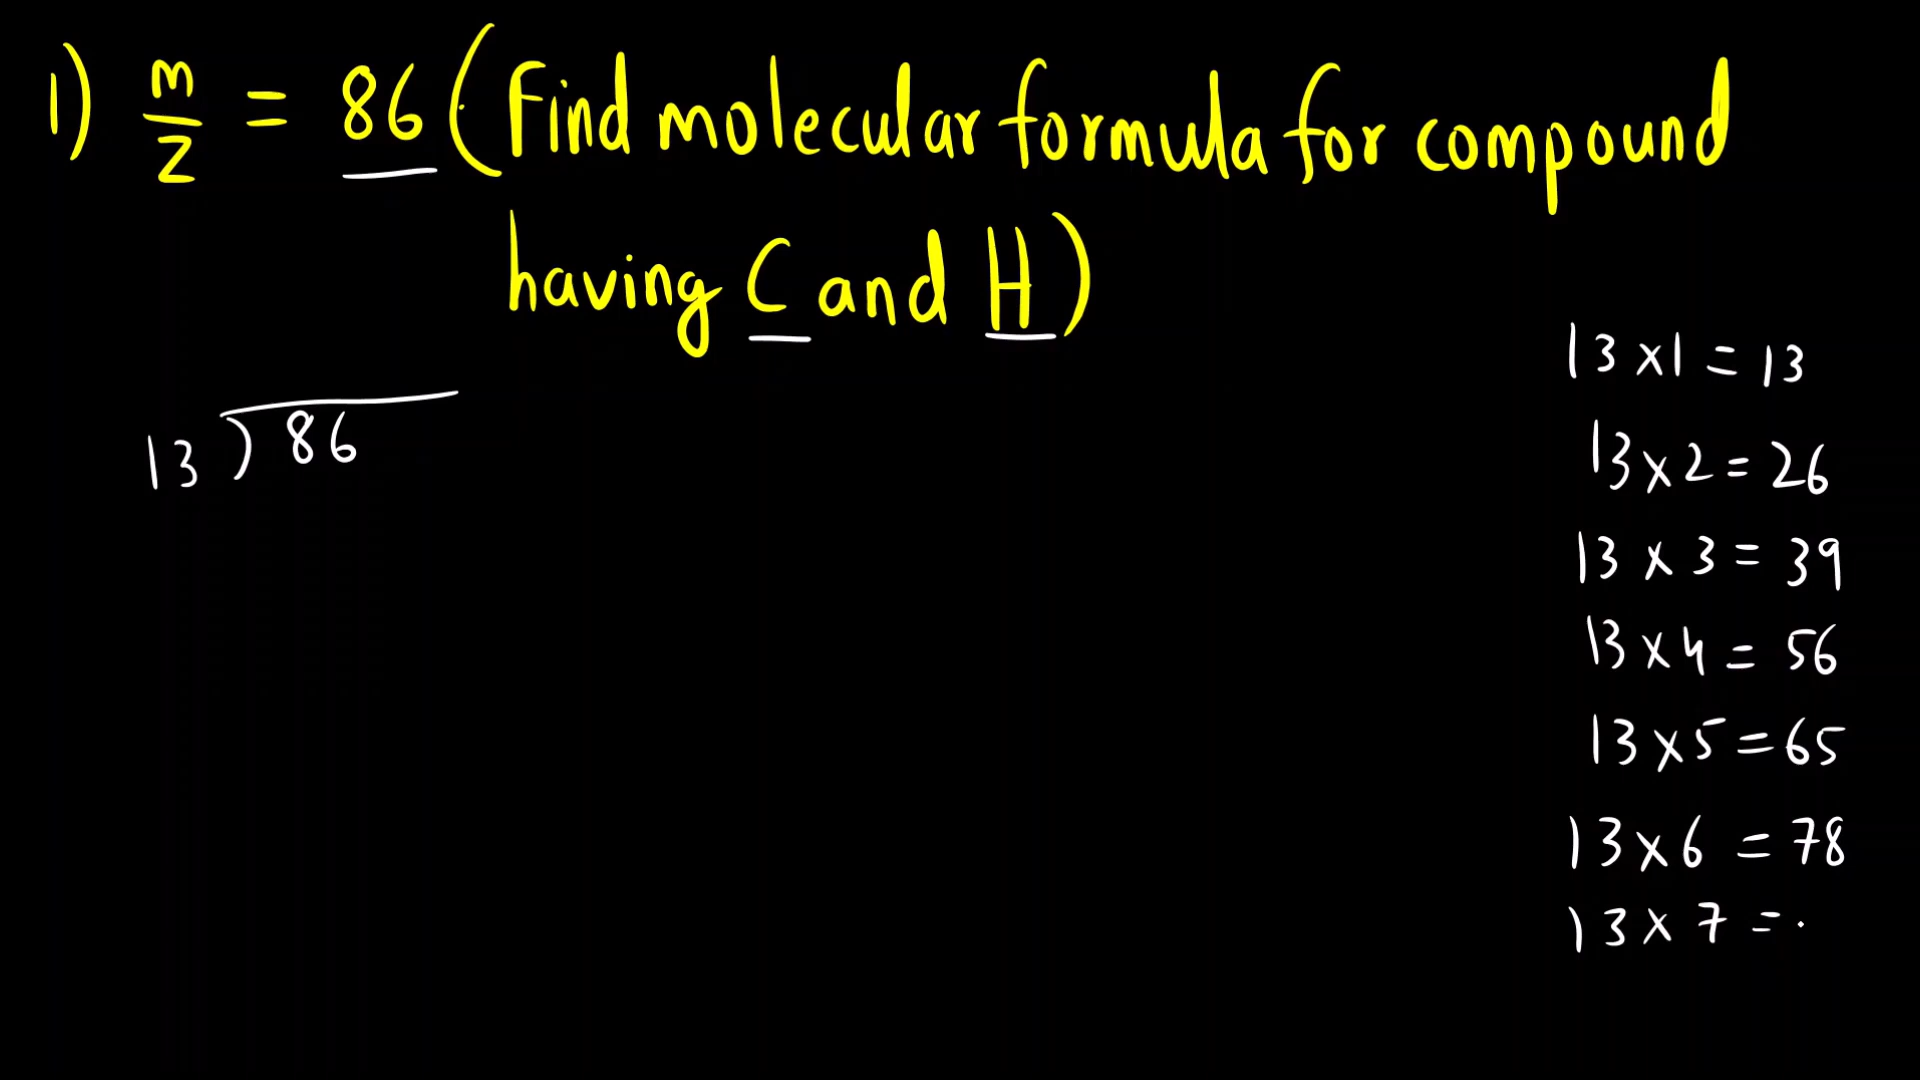 1) m/z = 86 (Find molecular formula for compound
having C and H)
13 ) 86
13 x 1 = 13
13 x 2 = 26
13 x 3 = 39
13 x 4 = 56
13 x 5 = 65
13 x 6 = 78
13 x 7 = .